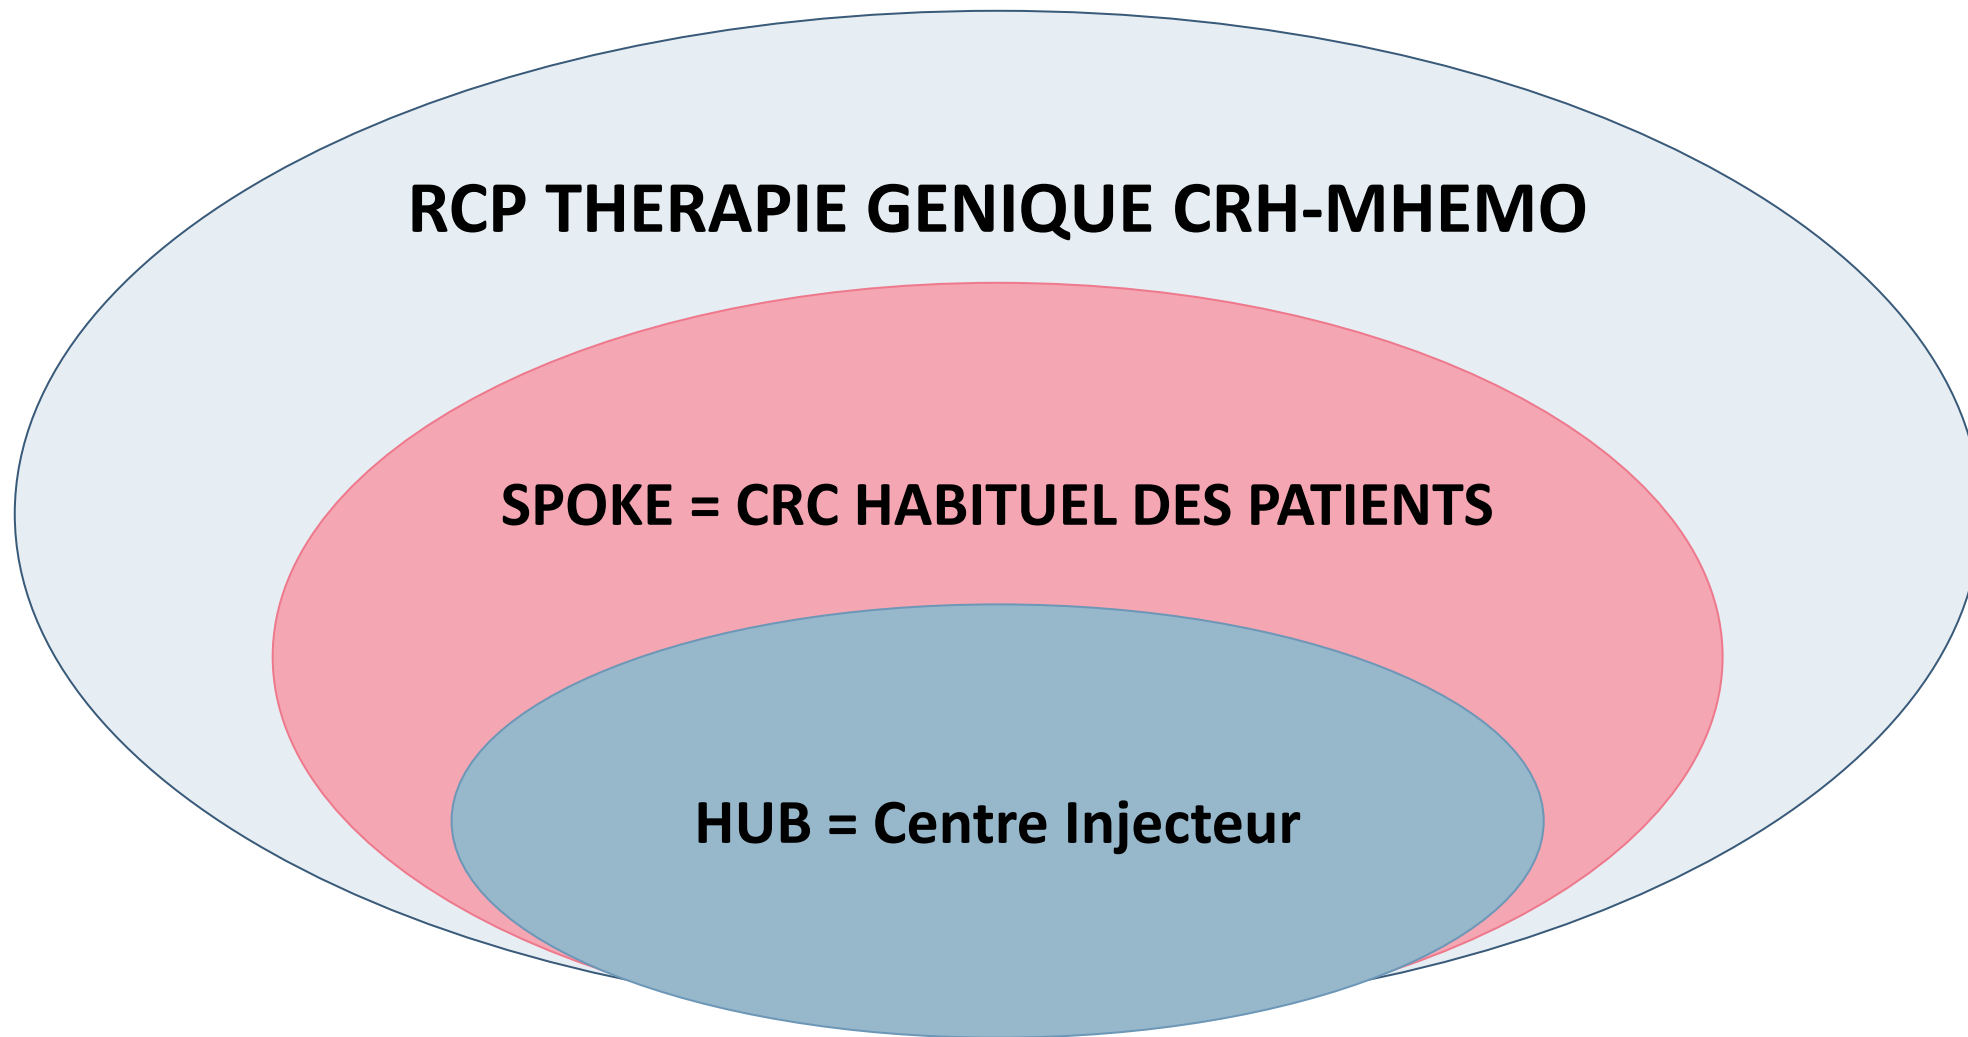 RCP THERAPIE GENIQUE CRH-MHEMO
SPOKE = CRC HABITUEL DES PATIENTS
HUB = Centre Injecteur